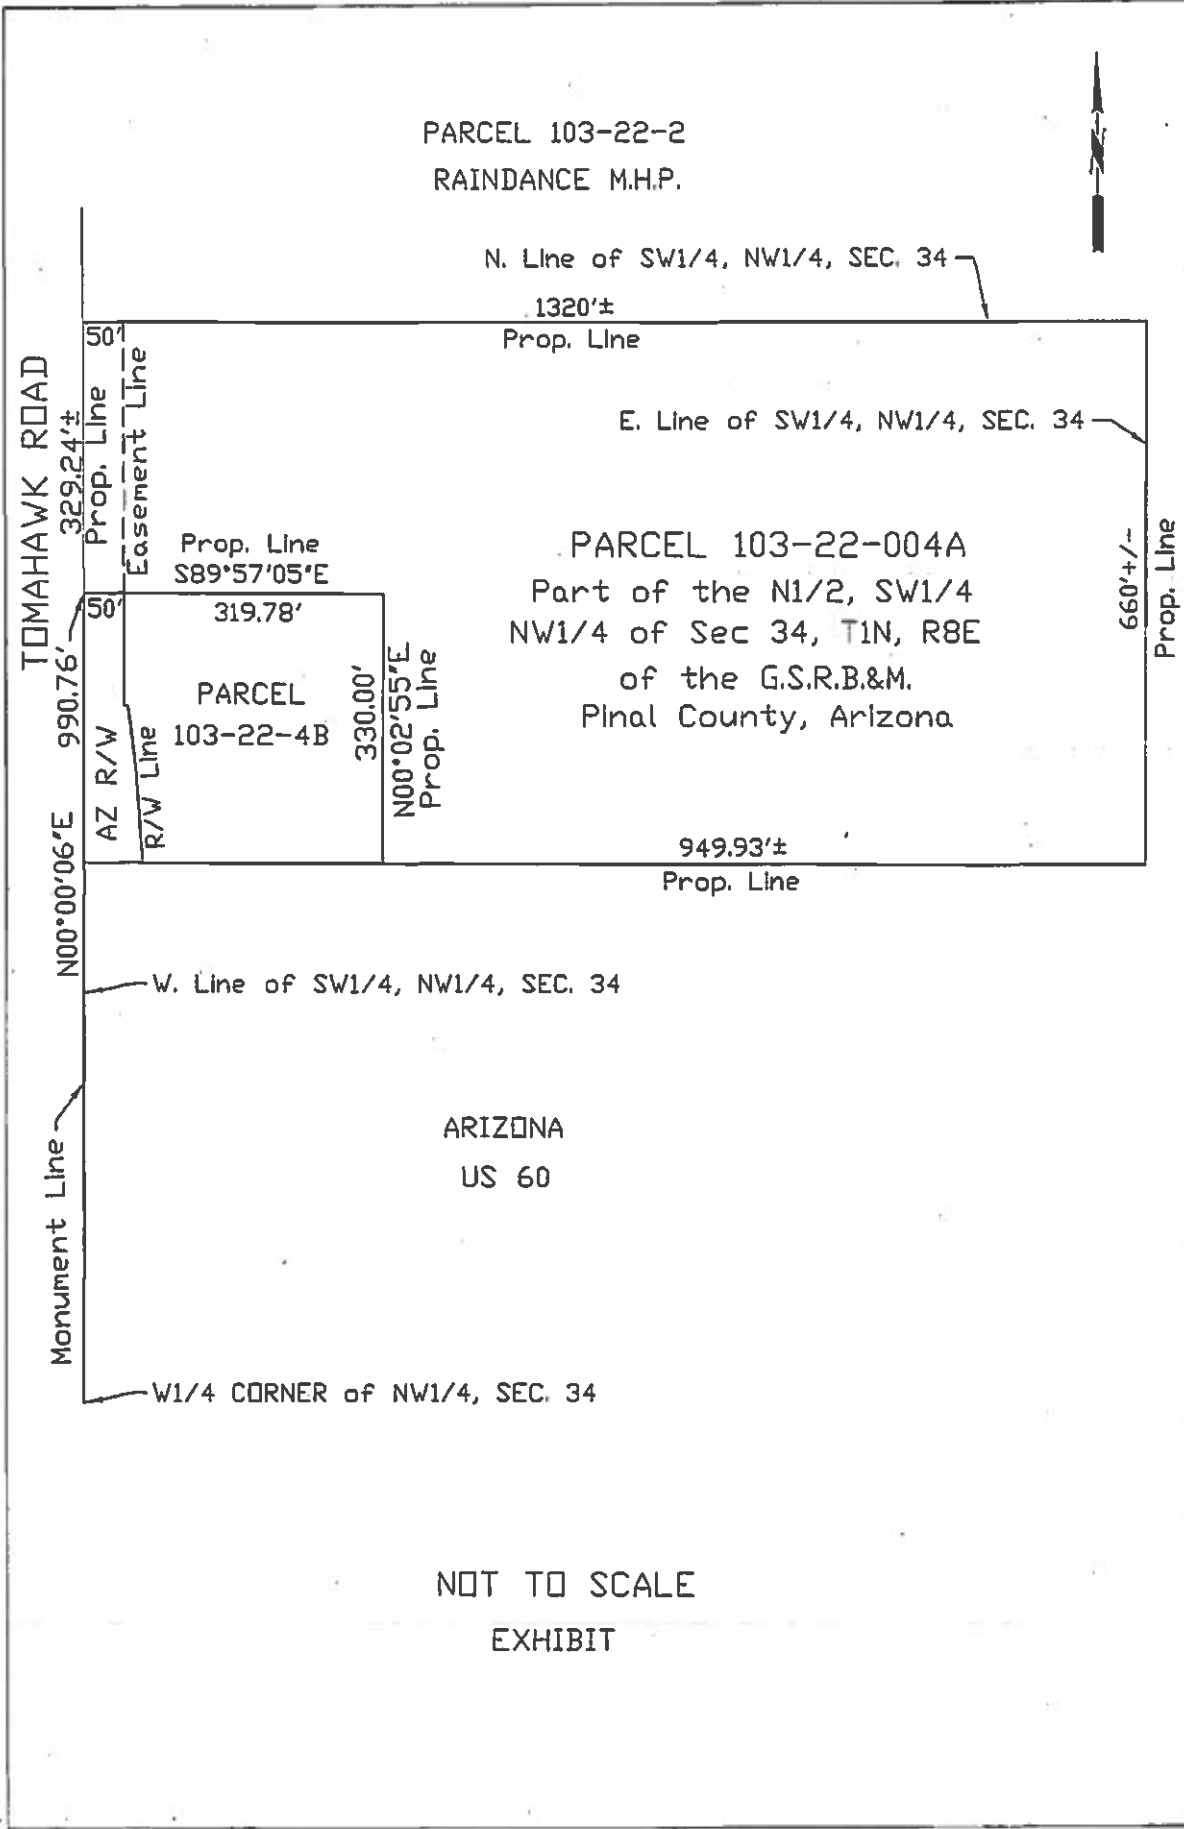 PARCEL 103-22-2
RAINDANCE M.H.P.
N. Line of SW1/4, NW1/4, SEC. 34
1320'±
Prop. Line
50'
TOMAHAWK ROAD
329.24'±
Prop. Line
Easement Line
E. Line of SW1/4, NW1/4, SEC. 34
Prop. Line
S89°57'05"E
319.78'
50'
PARCEL 103-22-004A
Part of the N1/2, SW1/4
NW1/4 of Sec 34, T1N, R8E
of the G.S.R.B.&M.
Pinal County, Arizona
660'+/-
Prop. Line
990.76'
N00°00'06"E
AZ R/W
R/W Line
PARCEL
103-22-4B
330.00'
N00°02'55"E
Prop. Line
949.93'±
Prop. Line
W. Line of SW1/4, NW1/4, SEC. 34
Monument Line
ARIZONA
US 60
W1/4 CORNER of NW1/4, SEC. 34
NOT TO SCALE
EXHIBIT
N